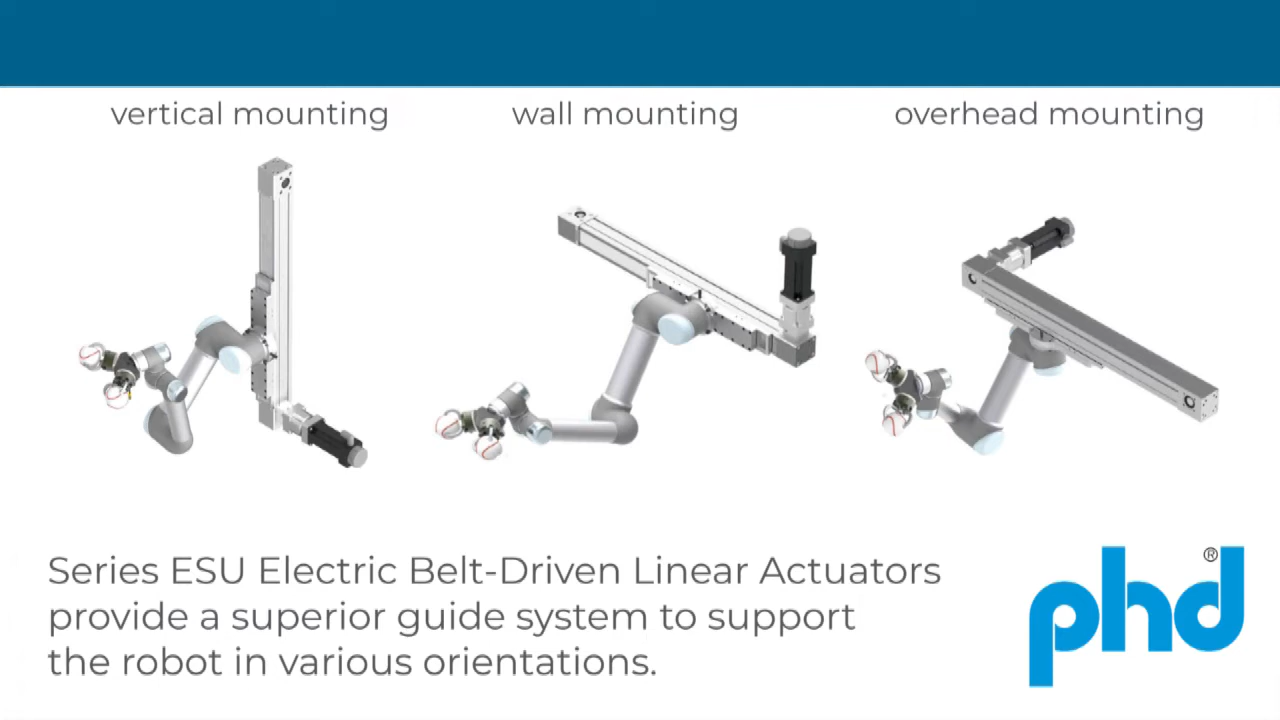 vertical mounting
wall mounting
overhead mounting
Series ESU Electric Belt-Driven Linear Actuators
provide a superior guide system to support
the robot in various orientations.
phd®